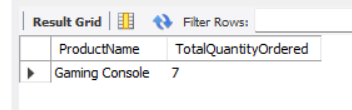 Result Grid Filter Rows:
ProductName TotalQuantityOrdered
Gaming Console 7